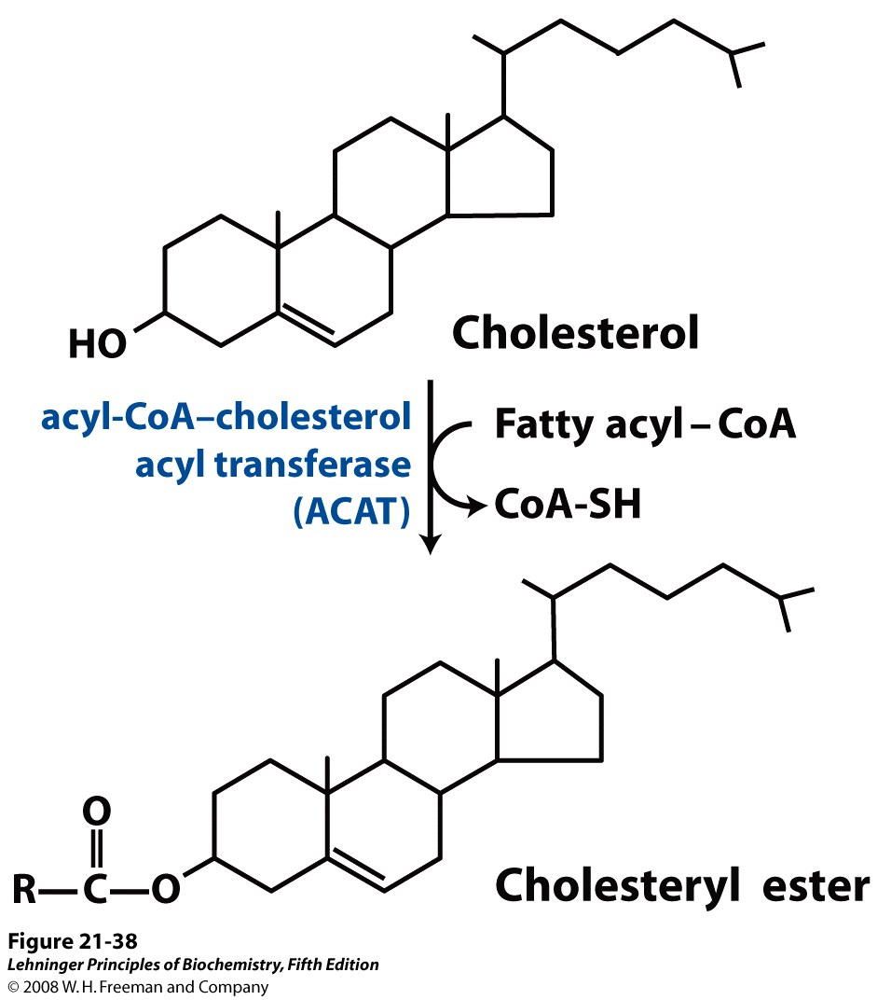 HO
Cholesterol
acyl-CoA–cholesterol
acyl transferase
(ACAT)
Fatty acyl – CoA
CoA-SH
O
R—C—O
Cholesteryl ester
Figure 21-38
Lehninger Principles of Biochemistry, Fifth Edition
© 2008 W. H. Freeman and Company